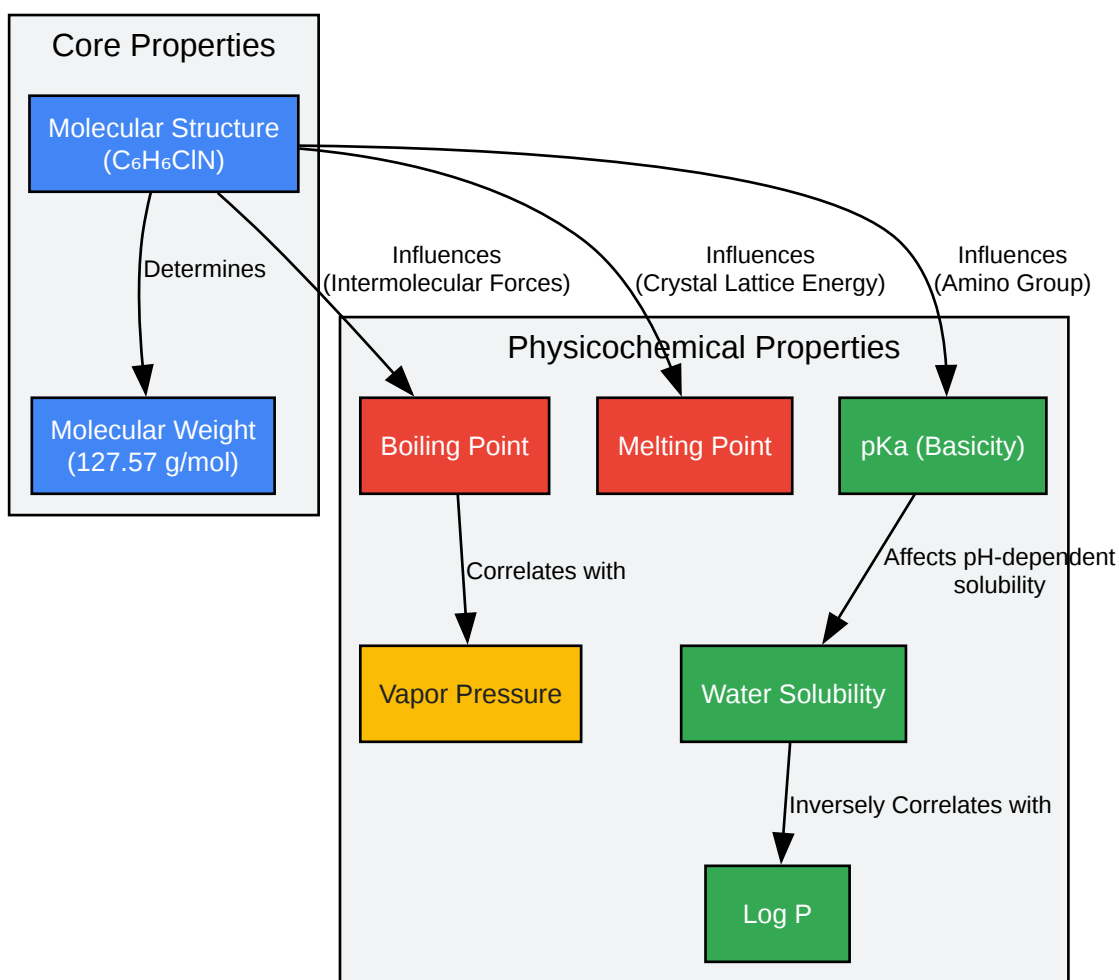 Core Properties
Molecular Structure
(C₆H₆ClN)
Determines
Influences
(Intermolecular Forces)
Influences
(Crystal Lattice Energy)
Influences
(Amino Group)
Physicochemical Properties
Molecular Weight
(127.57 g/mol)
Boiling Point
Melting Point
pKa (Basicity)
Correlates with
Affects pH-dependent
solubility
Vapor Pressure
Water Solubility
Inversely Correlates with
Log P